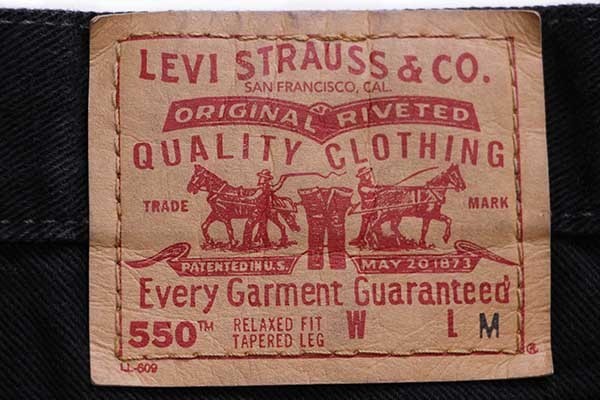 LEVI STRAUSS & CO.
SAN FRANCISCO, CAL.
ORIGINAL RIVETED
QUALITY CLOTHING
TRADE MARK
PATENTED IN U.S. MAY 20 1873
Every Garment Guaranteed
550™ RELAXED FIT W L M
TAPERED LEG
LL-609 ®